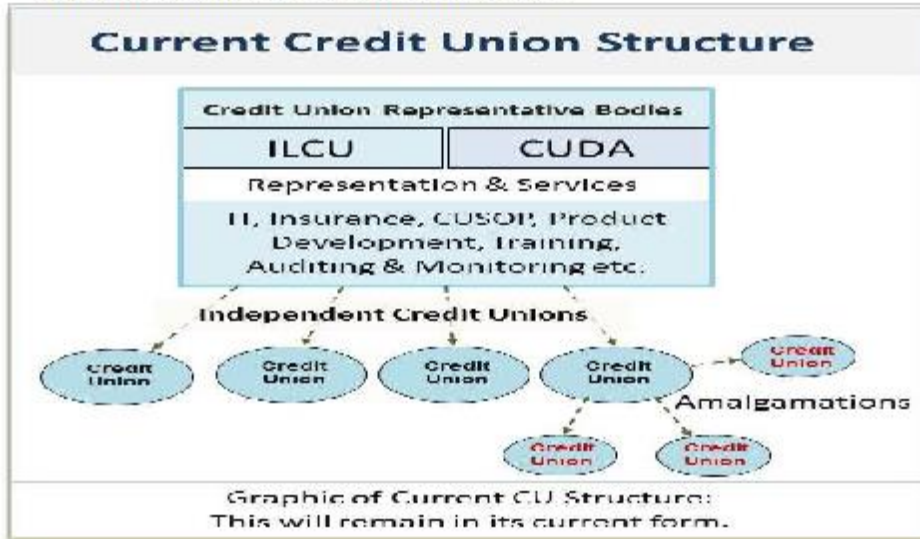 Current Credit Union Structure
Credit Union Representative Bodies
ILCU
CUDA
Representation & Services
IT, Insurance, CUSOP, Product
Development, Training,
Auditing & Monitoring etc.
Independent Credit Unions
Credit
Union
Credit
Union
Credit
Union
Credit
Union
Credit
Union
Amalgamations
Credit
Union
Credit
Union
Graphic of Current CU Structure:
This will remain in its current form.